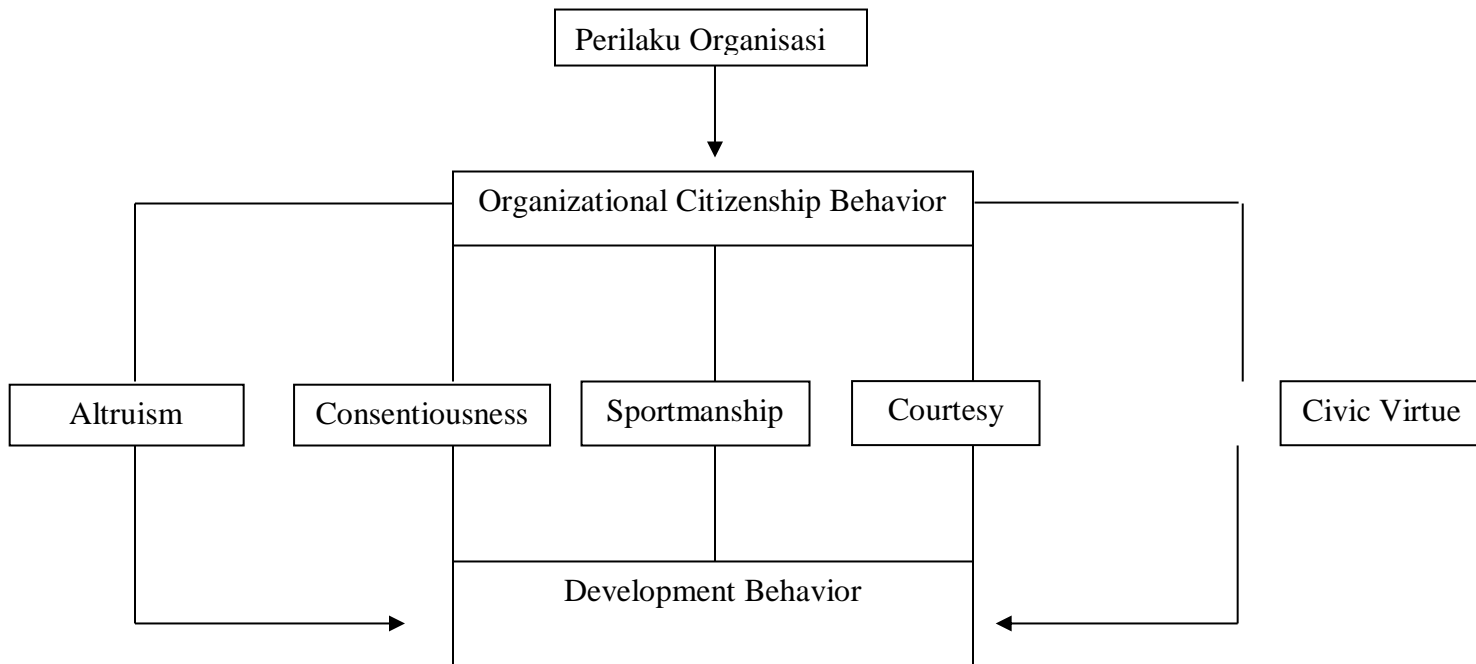 Perilaku Organisasi
Organizational Citizenship Behavior
Altruism
Consentiousness
Sportmanship
Courtesy
Civic Virtue
Development Behavior